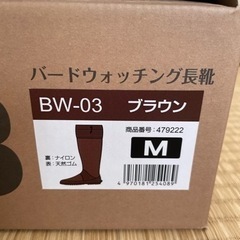 バードウォッチング長靴
BW-03 ブラウン
商品番号:479222
M
裏:ナイロン
表:天然ゴム
4 970181 254089